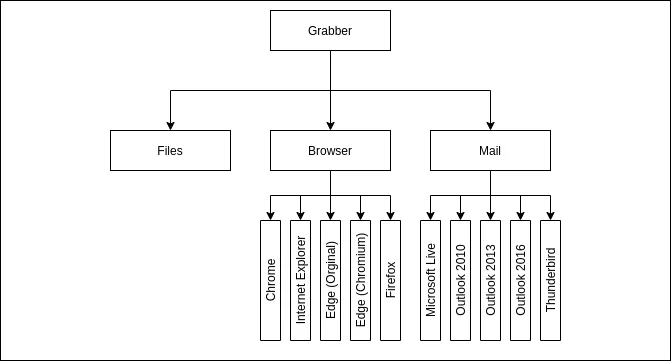 Grabber
Files
Browser
Mail
Chrome
Internet Explorer
Edge (Orginal)
Edge (Chromium)
Firefox
Microsoft Live
Outlook 2010
Outlook 2013
Outlook 2016
Thunderbird